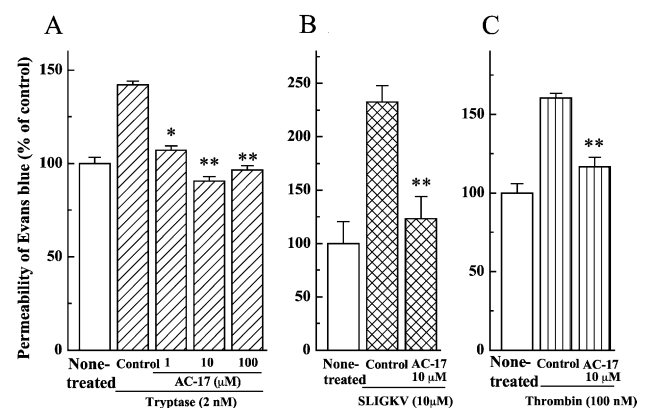 A
B
C
Permeability of Evans blue (% of control)
150
100
50
0
*
**
**
None-
treated
Control 1 10 100
AC-17 (μM)
Tryptase (2 nM)
250
200
150
100
50
0
**
None-
treated
Control AC-17
10 μM
SLIGKV (10μM)
150
100
50
0
**
None-
treated
Control AC-17
10 μM
Thrombin (100 nM)